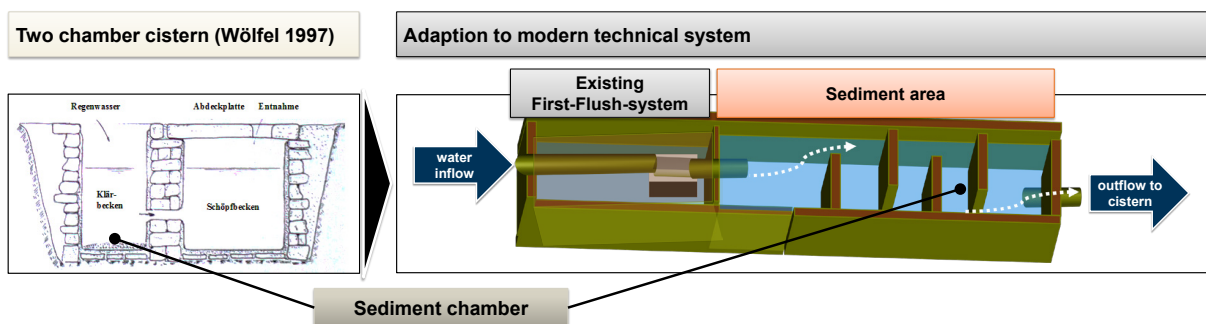 Two chamber cistern (Wölfel 1997)
Adaption to modern technical system
Regenwasser
Abdeckplatte
Entnahme
Klär-
becken
Schöpfbecken
Existing
First-Flush-system
Sediment area
water
inflow
outflow to
cistern
Sediment chamber